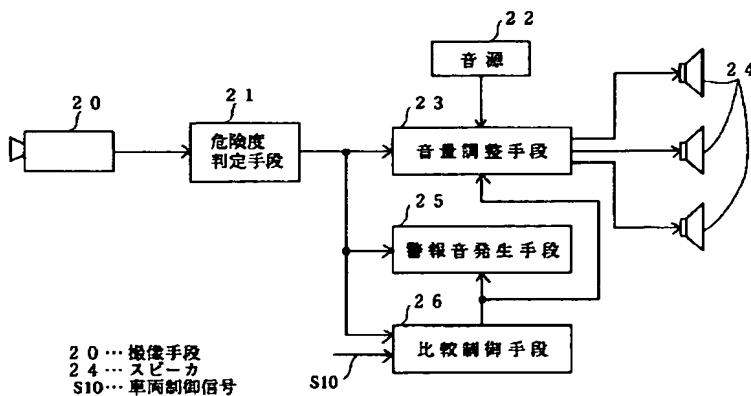 22
音源
24
20
21
危険度
判定手段
23
音量調整手段
25
警報音発生手段
26
比較制御手段
S10
20…撮像手段
24…スピーカ
S10…車両制御信号